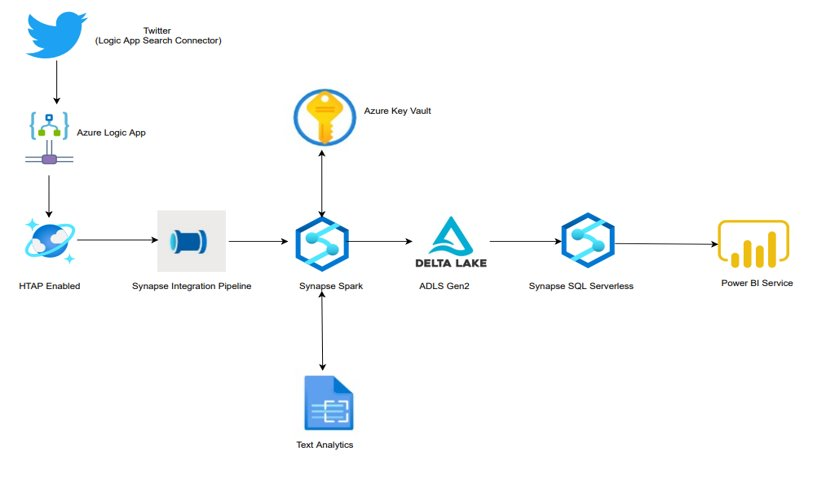 Twitter
(Logic App Search Connector)
Azure Key Vault
Azure Logic App
DELTA LAKE
HTAP Enabled
Synapse Integration Pipeline
Synapse Spark
ADLS Gen2
Synapse SQL Serverless
Power BI Service
Text Analytics